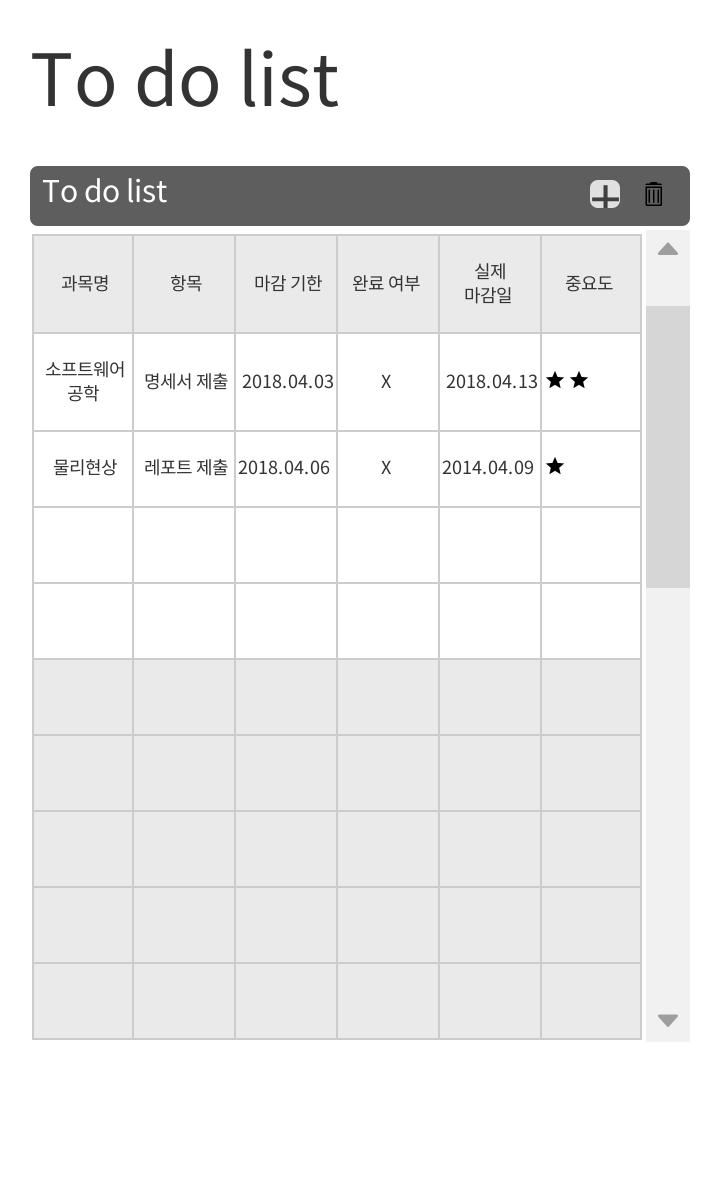 To do list
To do list
과목명 항목 마감 기한 완료 여부 실제 마감일 중요도
소프트웨어 공학 명세서 제출 2018.04.03 X 2018.04.13 ★★
물리현상 레포트 제출 2018.04.06 X 2014.04.09 ★